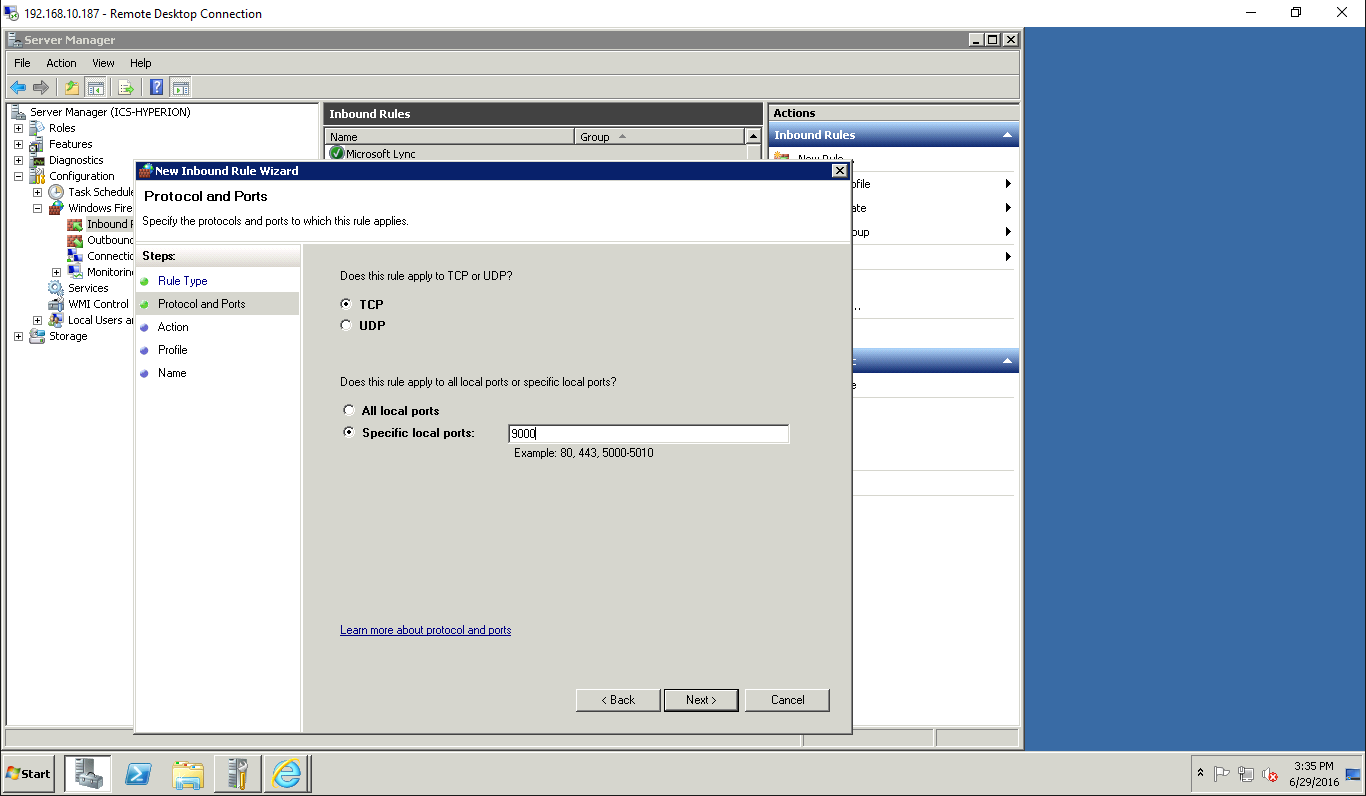 192.168.10.187 - Remote Desktop Connection
Server Manager
File Action View Help
Server Manager (ICS-HYPERION)
Roles
Features
Diagnostics
Configuration
Task Schedule
Windows Fire
Inbound R
Outbound
Connectio
Monitoring
Services
WMI Control
Local Users an
Storage
Inbound Rules
Name Group
Microsoft Lync
Actions
Inbound Rules
New Rule...
ofile
ate
oup
...
e
New Inbound Rule Wizard
Protocol and Ports
Specify the protocols and ports to which this rule applies.
Steps:
Rule Type
Protocol and Ports
Action
Profile
Name
Does this rule apply to TCP or UDP?
TCP
UDP
Does this rule apply to all local ports or specific local ports?
All local ports
Specific local ports: 9000
Example: 80, 443, 5000-5010
Learn more about protocol and ports
< Back Next > Cancel
Start
3:35 PM
6/29/2016